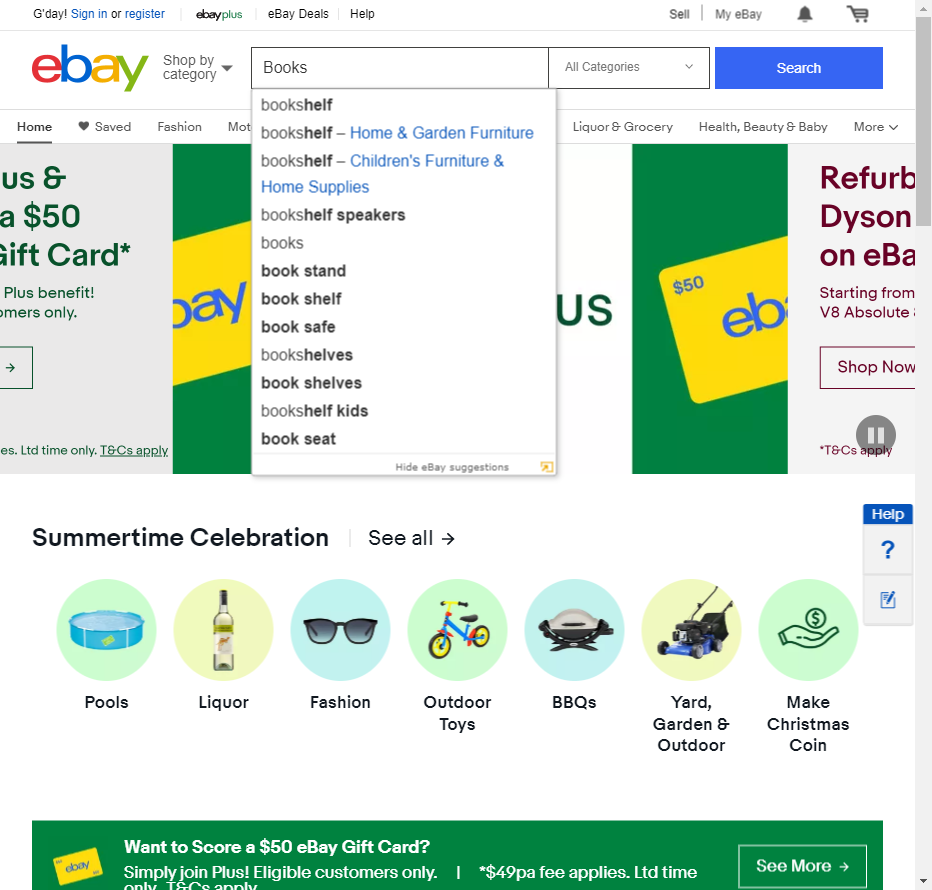 G'day! Sign in or register
ebayplus
eBay Deals
Help
Sell
My eBay
ebay
Shop by
category
Books
All Categories
Search
Home
Saved
Fashion
Liquor & Grocery
Health, Beauty & Baby
More
bookshelf
bookshelf – Home & Garden Furniture
bookshelf – Children's Furniture &
Home Supplies
bookshelf speakers
books
book stand
book shelf
book safe
bookshelves
book shelves
bookshelf kids
book seat
Hide eBay suggestions
us &
a $50
Gift Card*
Plus benefit!
omers only.
→
es. Ltd time only. T&Cs apply
$50
Dyson
on eBa
Starting from
V8 Absolute
Shop Now
*T&Cs apply
Help
?
Summertime Celebration
See all →
Pools
Liquor
Fashion
Outdoor
Toys
BBQs
Yard,
Garden &
Outdoor
Make
Christmas
Coin
$
ebay
Want to Score a $50 eBay Gift Card?
Simply join Plus! Eligible customers only. | *$49pa fee applies. Ltd time
only. T&Cs apply
See More →